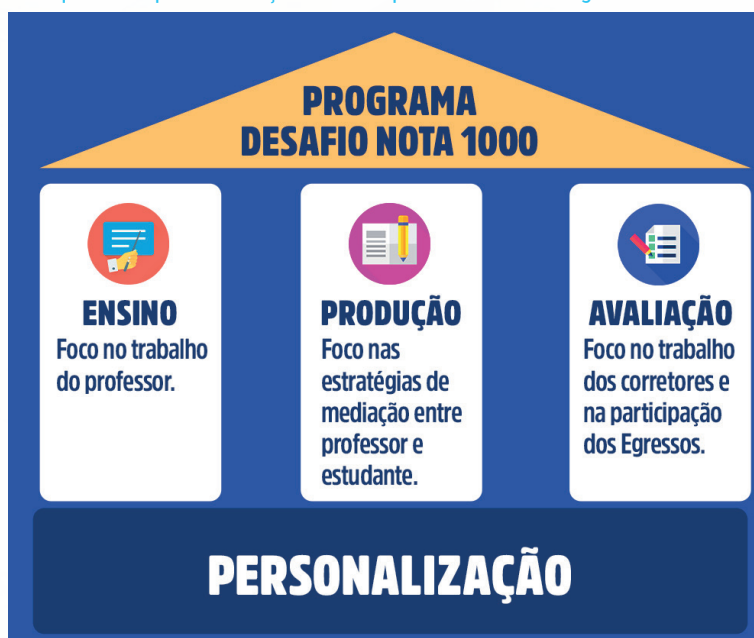 PROGRAMA
DESAFIO NOTA 1000
ENSINO
Foco no trabalho
do professor.
PRODUÇÃO
Foco nas
estratégias de
mediação entre
professor e
estudante.
AVALIAÇÃO
Foco no trabalho
dos corretores e
na participação
dos Egressos.
PERSONALIZAÇÃO